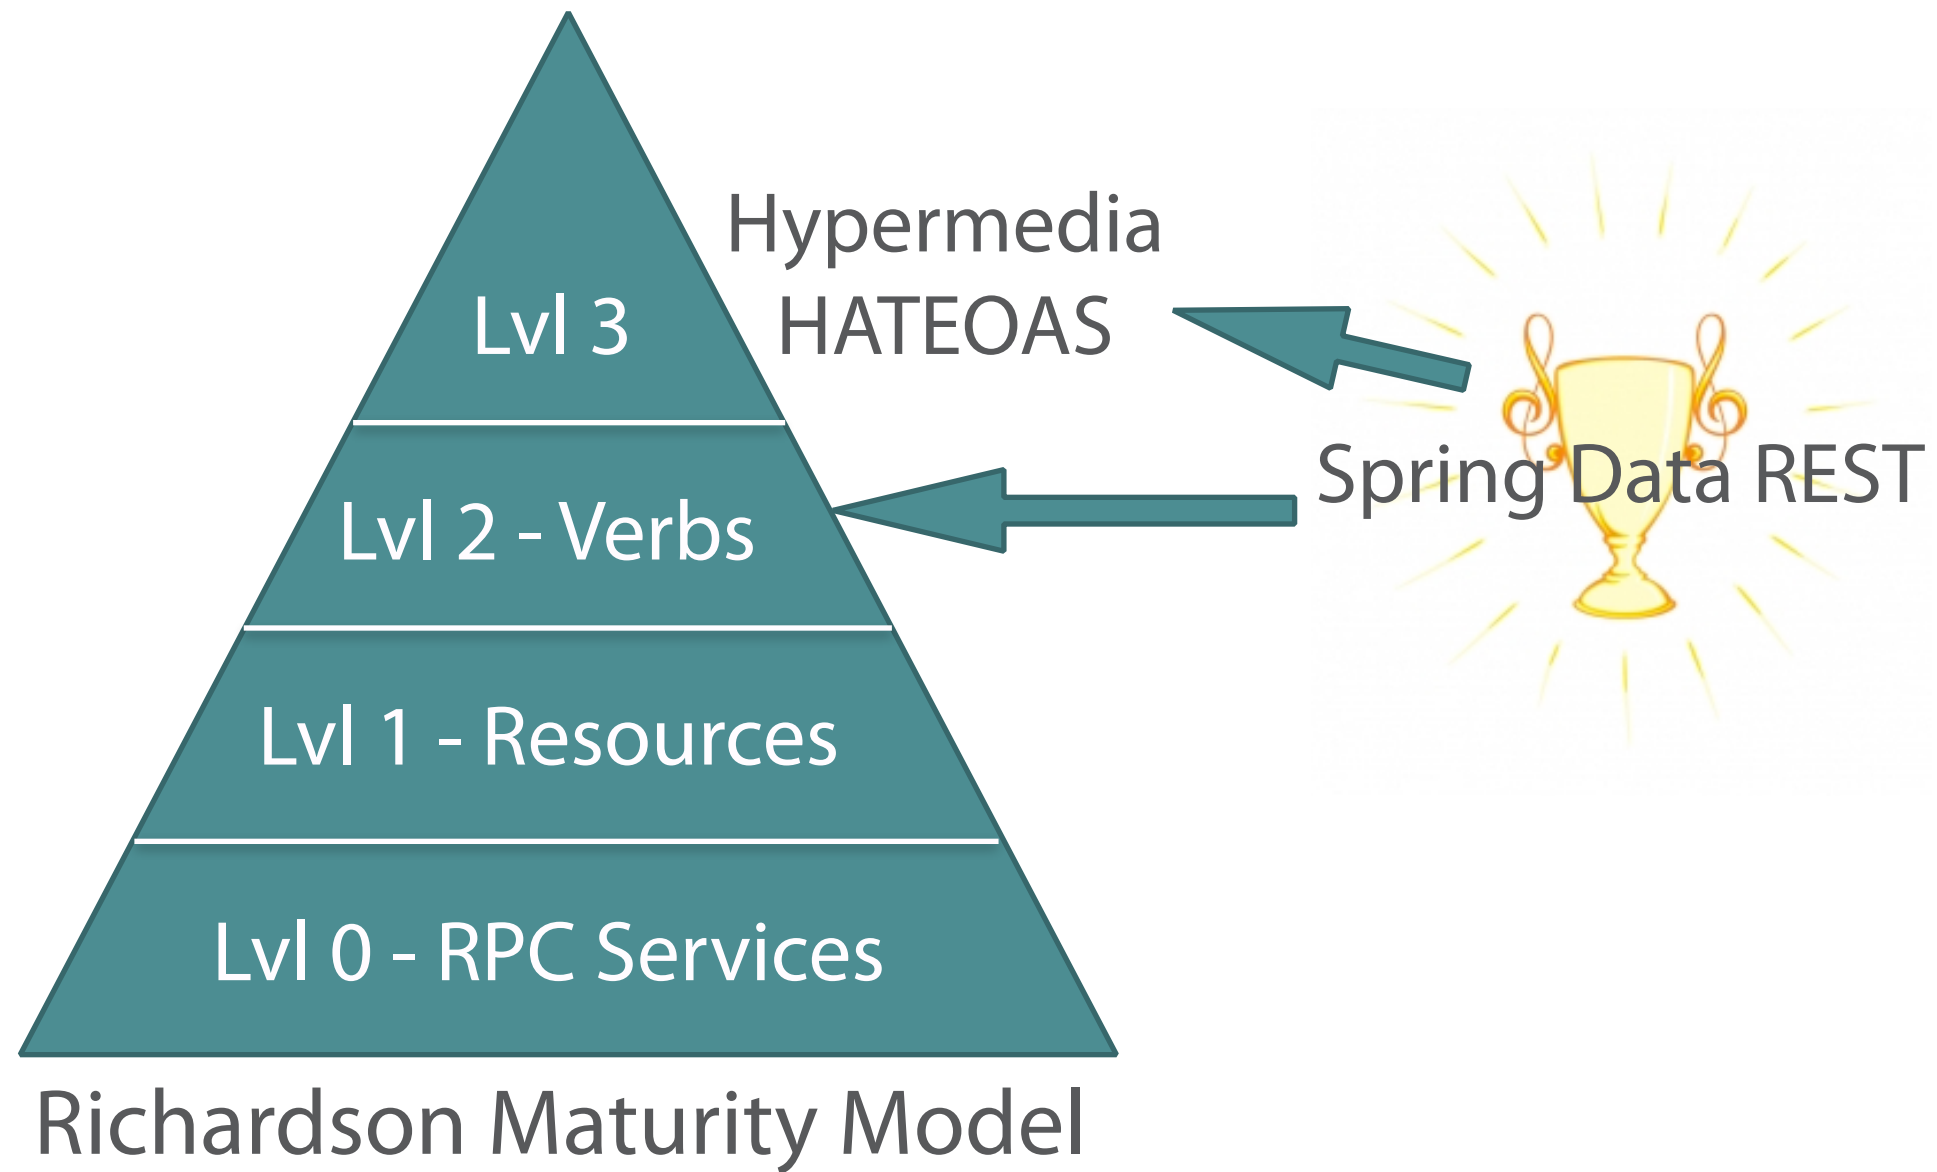 Hypermedia
HATEOAS
Lvl 3
Spring Data REST
Lvl 2 - Verbs
Lvl 1 - Resources
Lvl 0 - RPC Services
Richardson Maturity Model